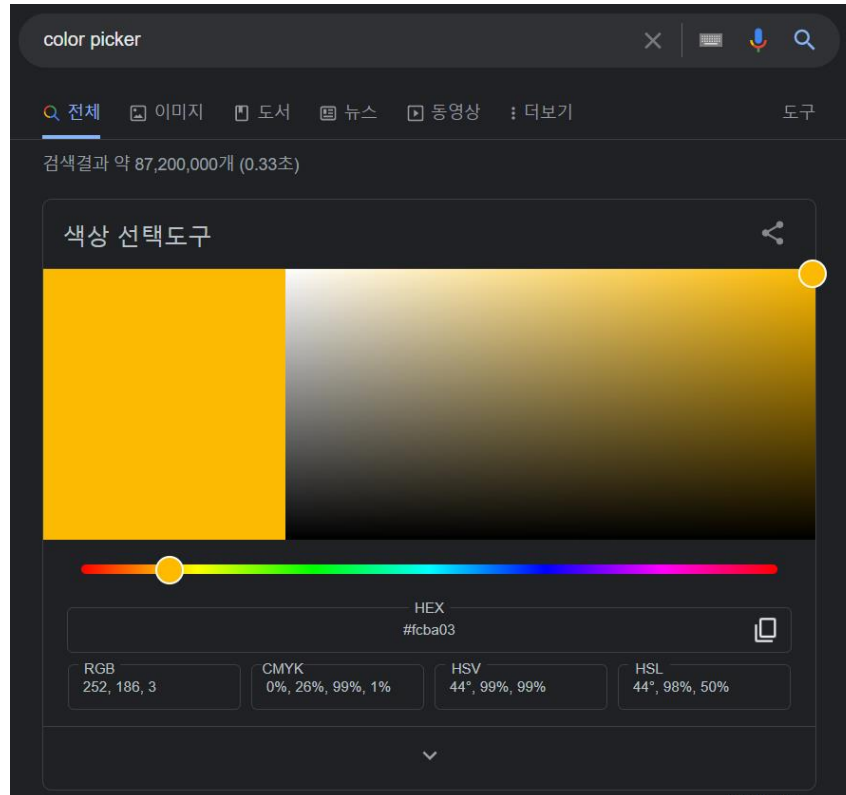 color picker
전체 이미지 도서 뉴스 동영상 더보기 도구
검색결과 약 87,200,000개 (0.33초)
색상 선택도구
HEX
#fcba03
RGB CMYK HSV HSL
252, 186, 3 0%, 26%, 99%, 1% 44°, 99%, 99% 44°, 98%, 50%